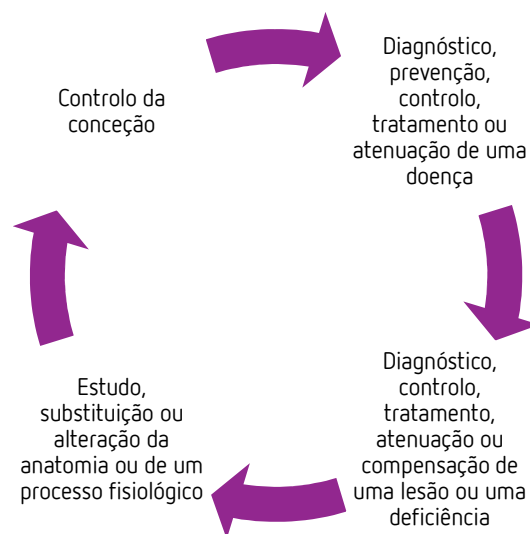 Controlo da
conceção
Diagnóstico,
prevenção,
controlo,
tratamento ou
atenuação de uma
doença
Diagnóstico,
controlo,
tratamento,
atenuação ou
compensação de
uma lesão ou uma
deficiência
Estudo,
substituição ou
alteração da
anatomia ou de um
processo fisiológico